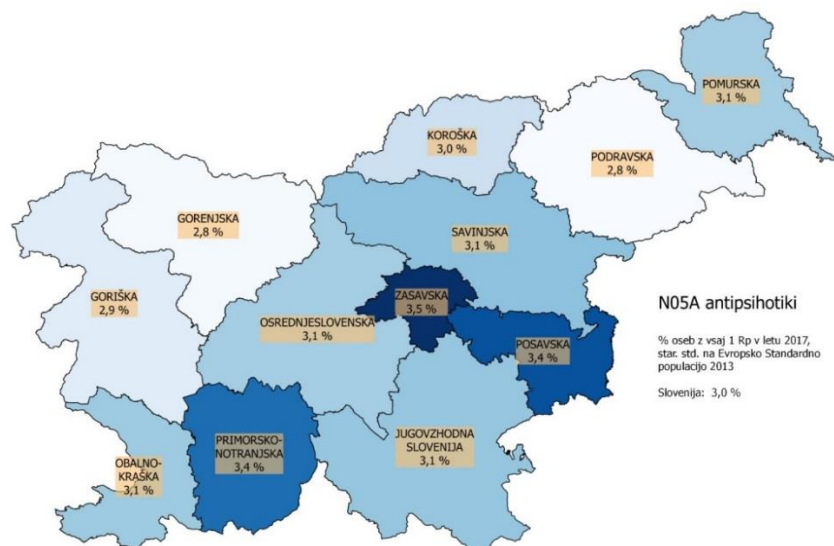 POMURSKA
3,1 %
KOROŠKA
3,0 %
PODRAVSKA
2,8 %
GORENJSKA
2,8 %
SAVINJSKA
3,1 %
GORIŠKA
2,9 %
ZASAVSKA
3,5 %
OSREDNJESLOVENSKA
3,1 %
POSAVSKA
3,4 %
PRIMORSKO-
NOTRANJSKA
3,4 %
JUGOVZHODNA
SLOVENIJA
3,1 %
OBALNO-
KRAŠKA
3,1 %
N05A antipsihotiki
% oseb z vsaj 1 Rp v letu 2017,
star. std. na Evropsko Standardno
populacijo 2013
Slovenija: 3,0 %